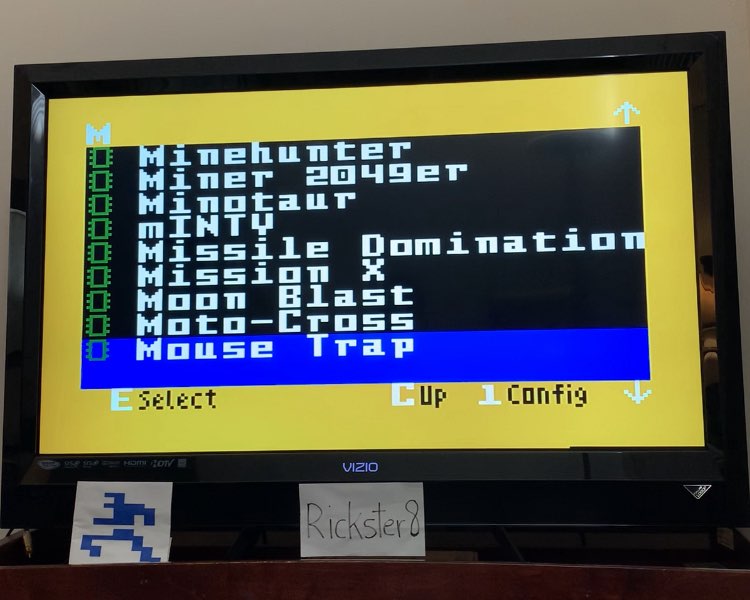 M
Minehunter
Miner 2049er
Minotaur
mINTV
Missile Domination
Mission X
Moon Blast
Moto-Cross
Mouse Trap
E Select C Up 1 Config
VIZIO
Rickster8